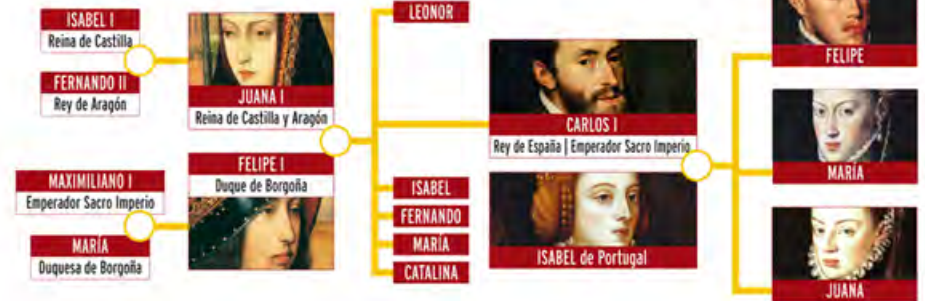 ISABEL I
Reina de Castilla
FERNANDO II
Rey de Aragón
JUANA I
Reina de Castilla y Aragón
MAXIMILIANO I
Emperador Sacro Imperio
MARÍA
Duquesa de Borgoña
FELIPE I
Duque de Borgoña
LEONOR
CARLOS I
Rey de España | Emperador Sacro Imperio
ISABEL
FERNANDO
MARÍA
CATALINA
ISABEL de Portugal
FELIPE
MARÍA
JUANA